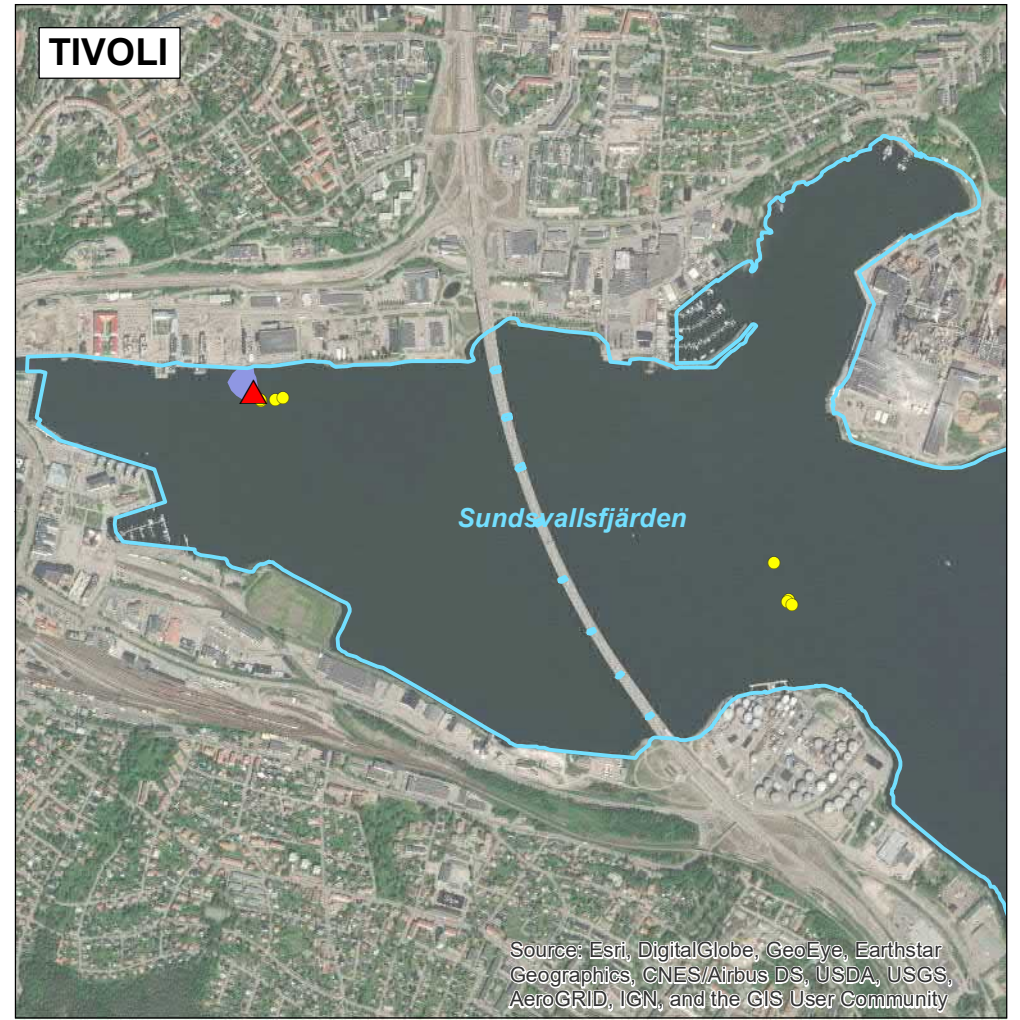 TIVOLI
Sundsvallsfjärden
Source: Esri, DigitalGlobe, GeoEye, Earthstar
Geographics, CNES/Airbus DS, USDA, USGS,
AeroGRID, IGN, and the GIS User Community